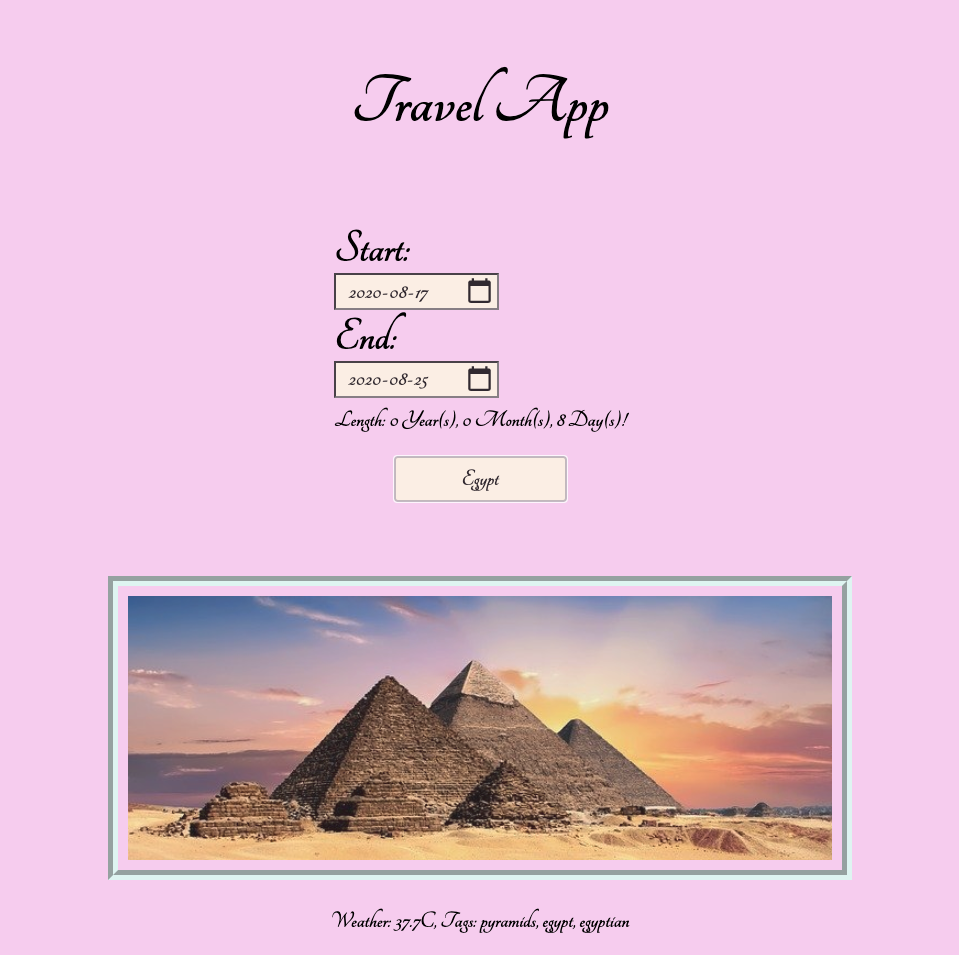 Travel App
Start:
2020-08-17
End:
2020-08-25
Length: 0 Year(s), 0 Month(s), 8 Day(s)!
Egypt
Weather: 37.7C, Tags: pyramids, egypt, egyptian